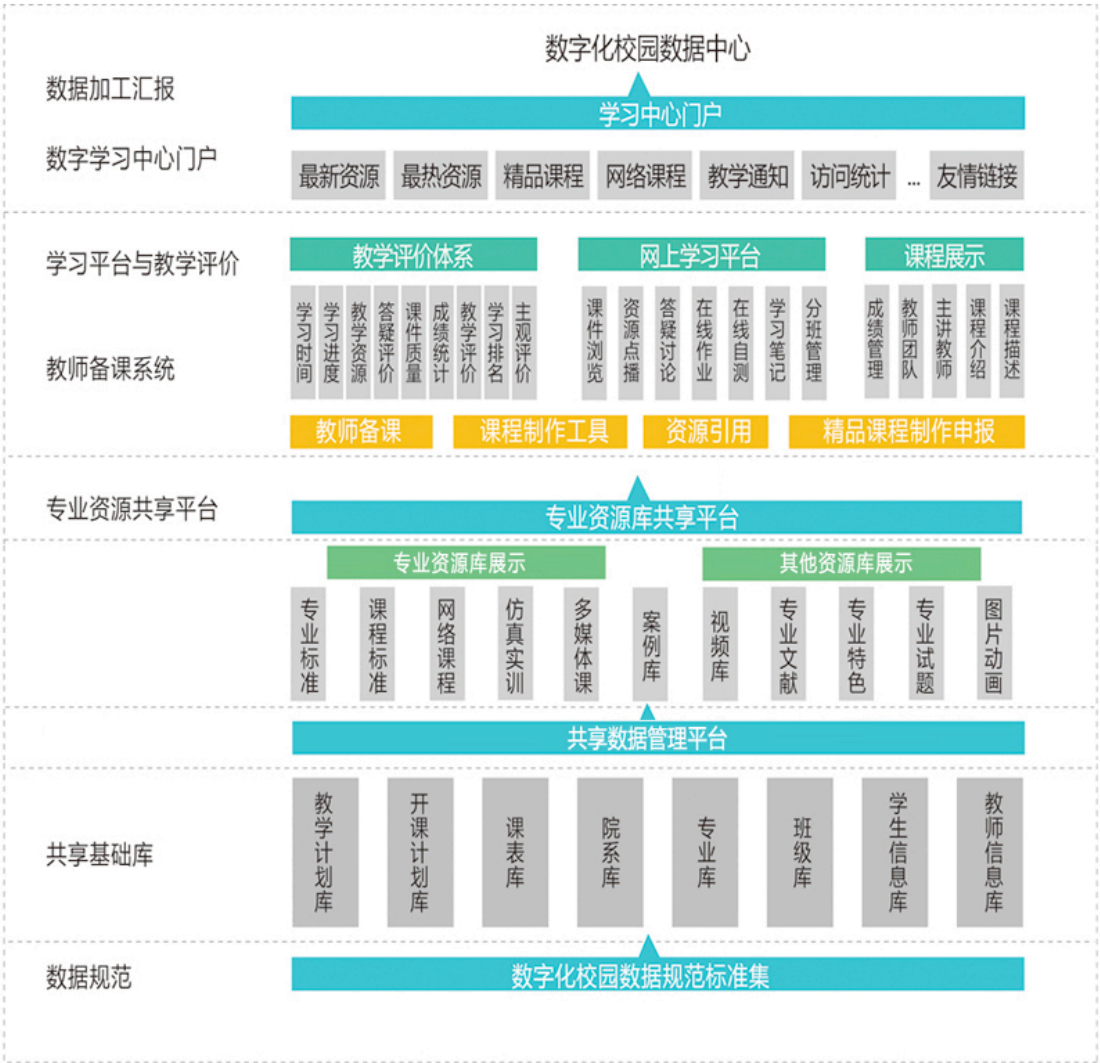 数字化校园数据中心
数据加工汇报
学习中心门户
数字学习中心门户
最新资源 最热资源 精品课程 网络课程 教学通知 访问统计 ... 友情链接
学习平台与教学评价
教学评价体系 网上学习平台 课程展示
学习时间 学习进度 教学资源 答疑评价 课件质量 成绩统计 教学评价 学习排名 主观评价 课件浏览 资源点播 答疑讨论 在线作业 在线自测 学习笔记 分班管理 成绩管理 教师团队 主讲教师 课程介绍 课程描述
教师备课系统
教师备课 课程制作工具 资源引用 精品课程制作申报
专业资源共享平台
专业资源库共享平台
专业资源库展示 其他资源库展示
专业标准 课程标准 网络课程 仿真实训 多媒体课 案例库 视频库 专业文献 专业特色 专业试题 图片动画
共享数据管理平台
共享基础库
教学计划库 开课计划库 课表库 院系库 专业库 班级库 学生信息库 教师信息库
数据规范
数字化校园数据规范标准集